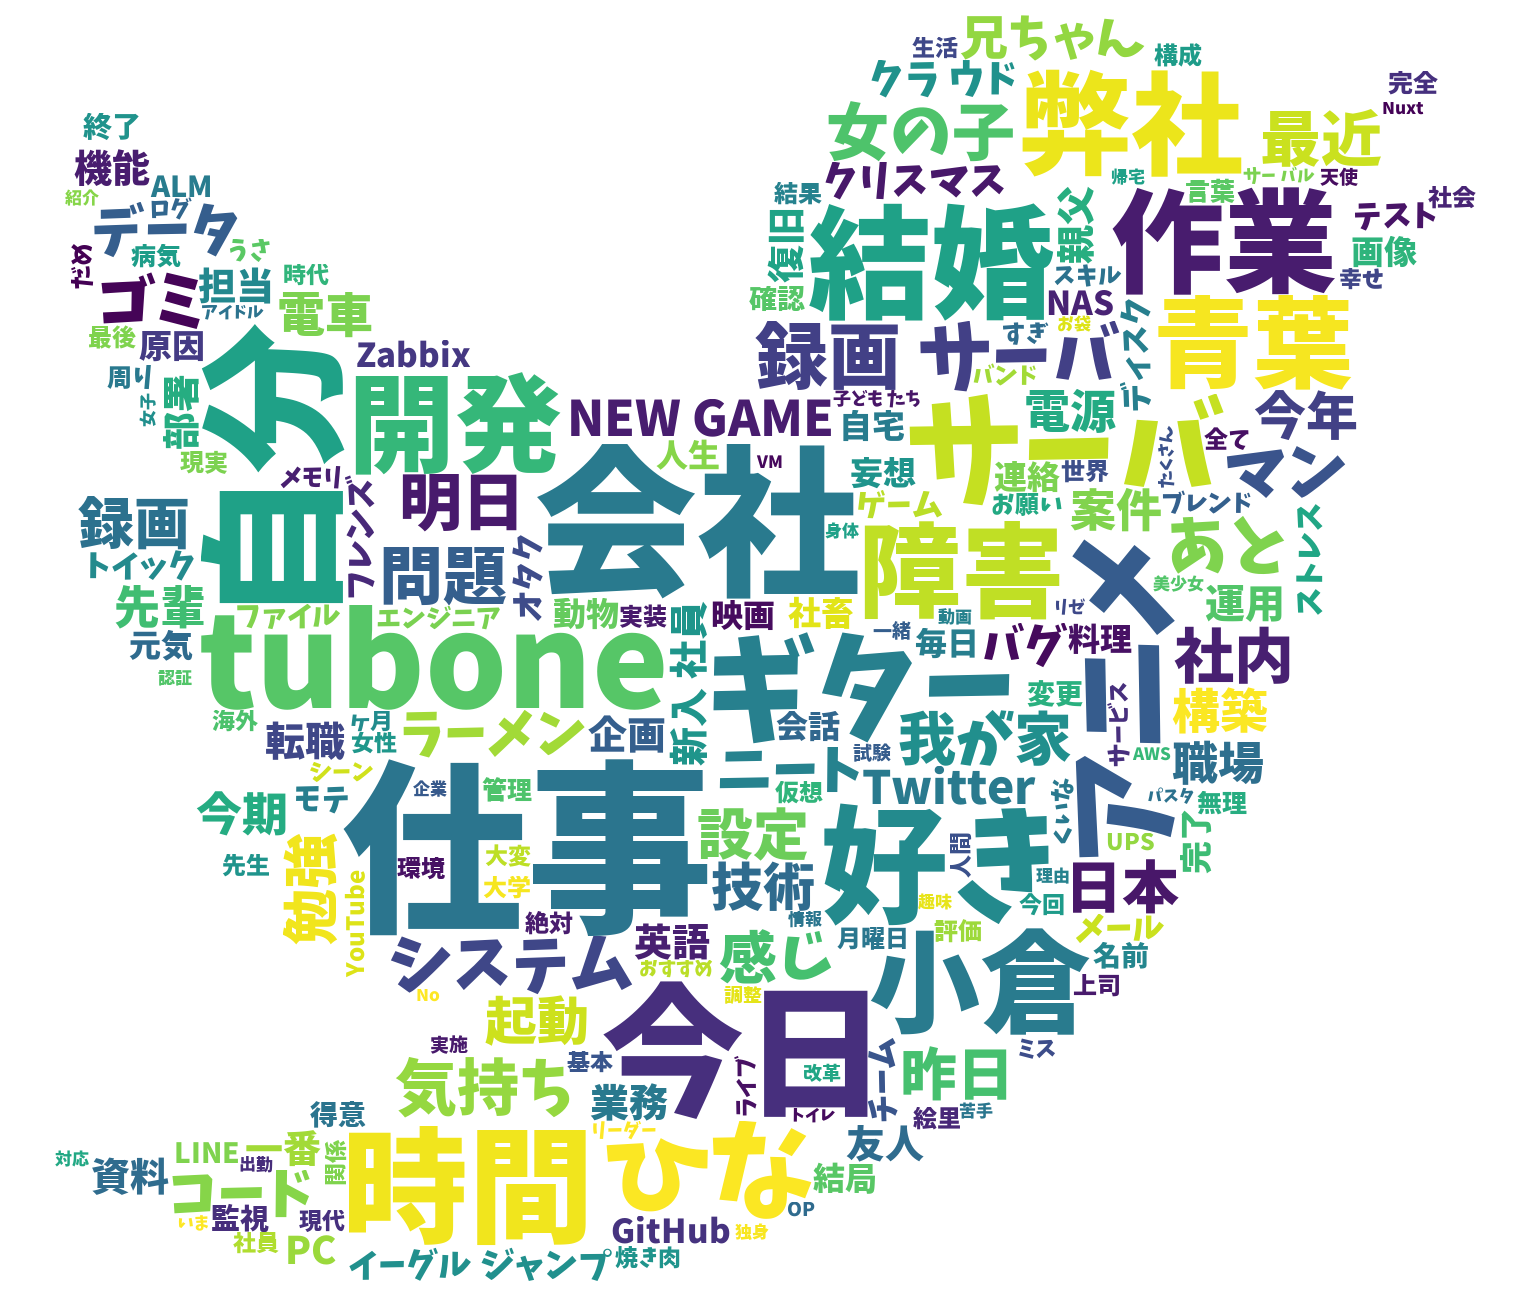 兄ちゃん
生活
構成
クラウド
弊社
完全
Nuxt
女の子
最近
終了
機能
クリスマス
帰宅
言葉
サーバル
天使
紹介
ALM
結果
社会
データ
ログ
結婚
親父
作業
テスト
復旧
画像
だめ
病気
うさ
担当
時代
スキル
幸せ
ゴミ
アイドル
電車
確認
NAS
ディスク
青葉
最後
原因
自分
Zabbix
録画
サーバ
すぎ
お袋
バンド
周り
女子
部署
開発
NEW GAME
子どもたち
自宅
電源
今年
現実
人生
VM
会社
サーバ
たくさん
全て
マン
メモリ
フレンズ
明日
妄想
連絡
世界
録画
ゲーム
お願い
案件
ブレンド
ストレス
トイック
問題
オタク
身体
障害
アニメ
あと
先輩
ファイル
エンジニア
動物
実装
映画
社畜
動画
リゼ
美少女
運用
元気
tubone
新入社員
ギター
一緒
毎日
バグ
料理
社内
認証
変更
サービス
構築
海外
転職
ケ月
女性
ラーメン
企画
会話
我が家
職場
シーン
ニート
試験
AWS
今期
モテ
仕事
企業
管理
仮想
Twitter
くいな
パスタ
無理
設定
好き
UPS
完了
先生
勉強
YouTube
環境
大変
大学
人間
技術
理由
日本
絶対
情報
趣味
今回
システム
英語
感じ
月曜日
評価
メール
名前
おすすめ
小倉
上司
No
調整
起動
今日
実施
基本
ミス
気持ち
ライブ
改革
チーム
昨日
得意
業務
トイレ
絵里
苦手
対応
資料
LINE
一番
出勤
関係
時間
リーダー
ひな
友人
コード
結局
いま
監視
現代
GitHub
独身
OP
社員
PC
イーグルジャンプ
焼き肉